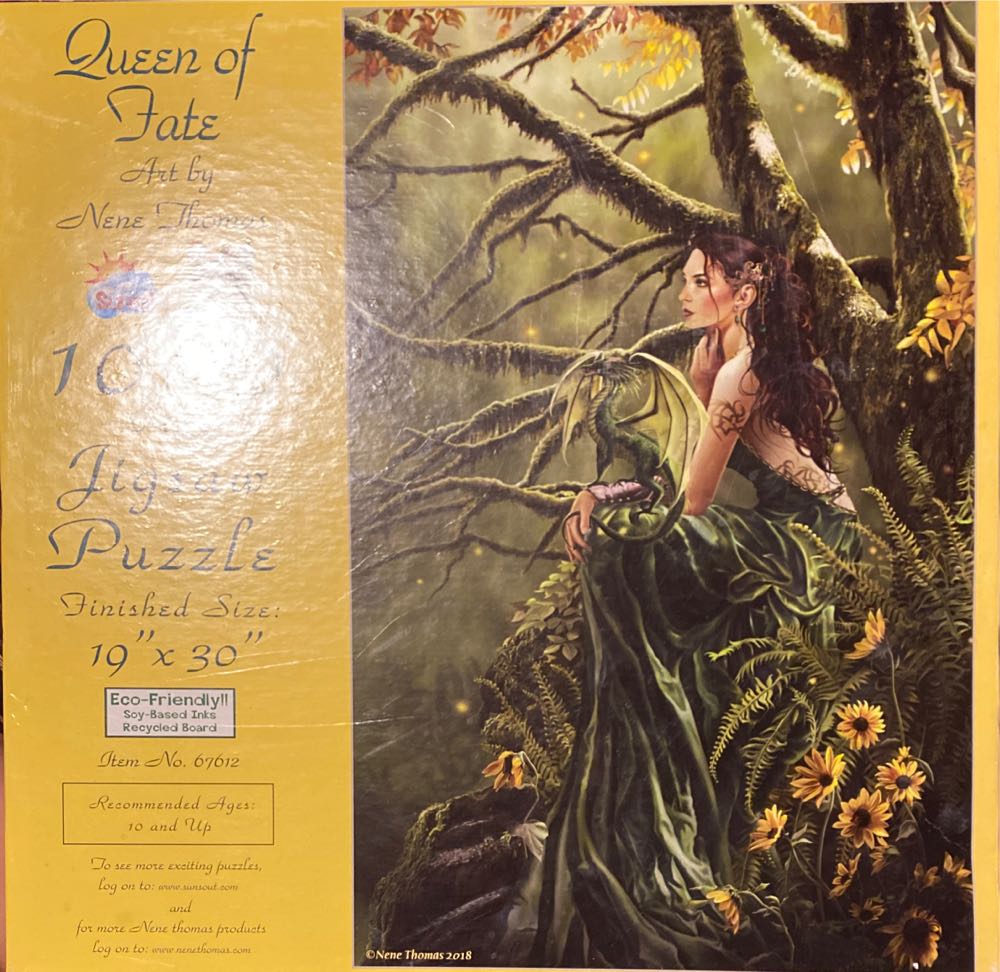 Queen of
Fate
Art by
Nene Thomas
10
Jigsaw
Puzzle
Finished Size:
19"x 30"
Eco-Friendly!!
Soy-Based Inks
Recycled Board
Item No. 67612
Recommended Ages:
10 and Up
To see more exciting puzzles,
log on to: www.sunsout.com
and
for more Nene thomas products
log on to: www.nenethomas.com
©Nene Thomas 2018